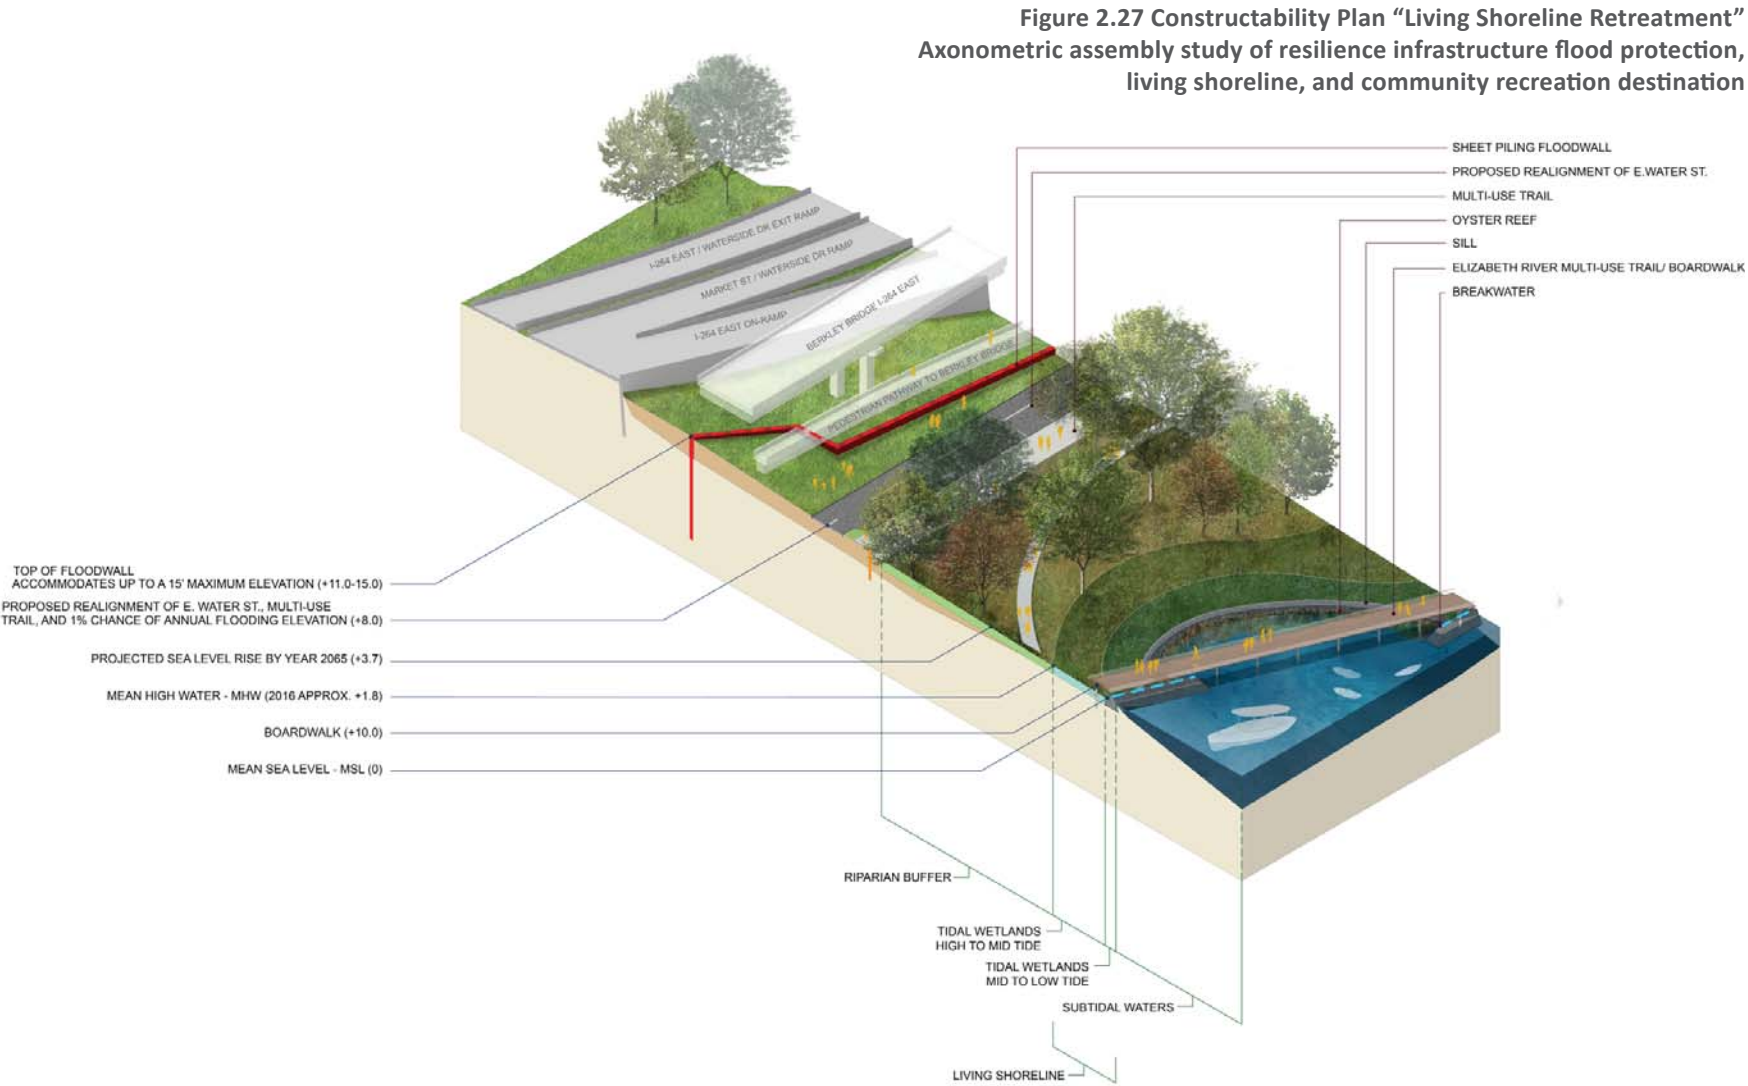 Figure 2.27 Constructability Plan “Living Shoreline Retreatment”
Axonometric assembly study of resilience infrastructure flood protection,
living shoreline, and community recreation destination
SHEET PILING FLOODWALL
PROPOSED REALIGNMENT OF E.WATER ST.
MULTI-USE TRAIL
OYSTER REEF
SILL
ELIZABETH RIVER MULTI-USE TRAIL/ BOARDWALK
BREAKWATER
I-264 EAST / WATERSIDE DR EXIT RAMP
MARKET ST / WATERSIDE DR RAMP
I-264 EAST ON-RAMP
BERKLEY BRIDGE I-264 EAST
PEDESTRIAN PATHWAY TO BERKLEY BRIDGE
TOP OF FLOODWALL
ACCOMMODATES UP TO A 15' MAXIMUM ELEVATION (+11.0-15.0)
PROPOSED REALIGNMENT OF E. WATER ST., MULTI-USE
TRAIL, AND 1% CHANCE OF ANNUAL FLOODING ELEVATION (+8.0)
PROJECTED SEA LEVEL RISE BY YEAR 2065 (+3.7)
MEAN HIGH WATER - MHW (2016 APPROX. +1.8)
BOARDWALK (+10.0)
MEAN SEA LEVEL - MSL (0)
RIPARIAN BUFFER
TIDAL WETLANDS
HIGH TO MID TIDE
TIDAL WETLANDS
MID TO LOW TIDE
SUBTIDAL WATERS
LIVING SHORELINE